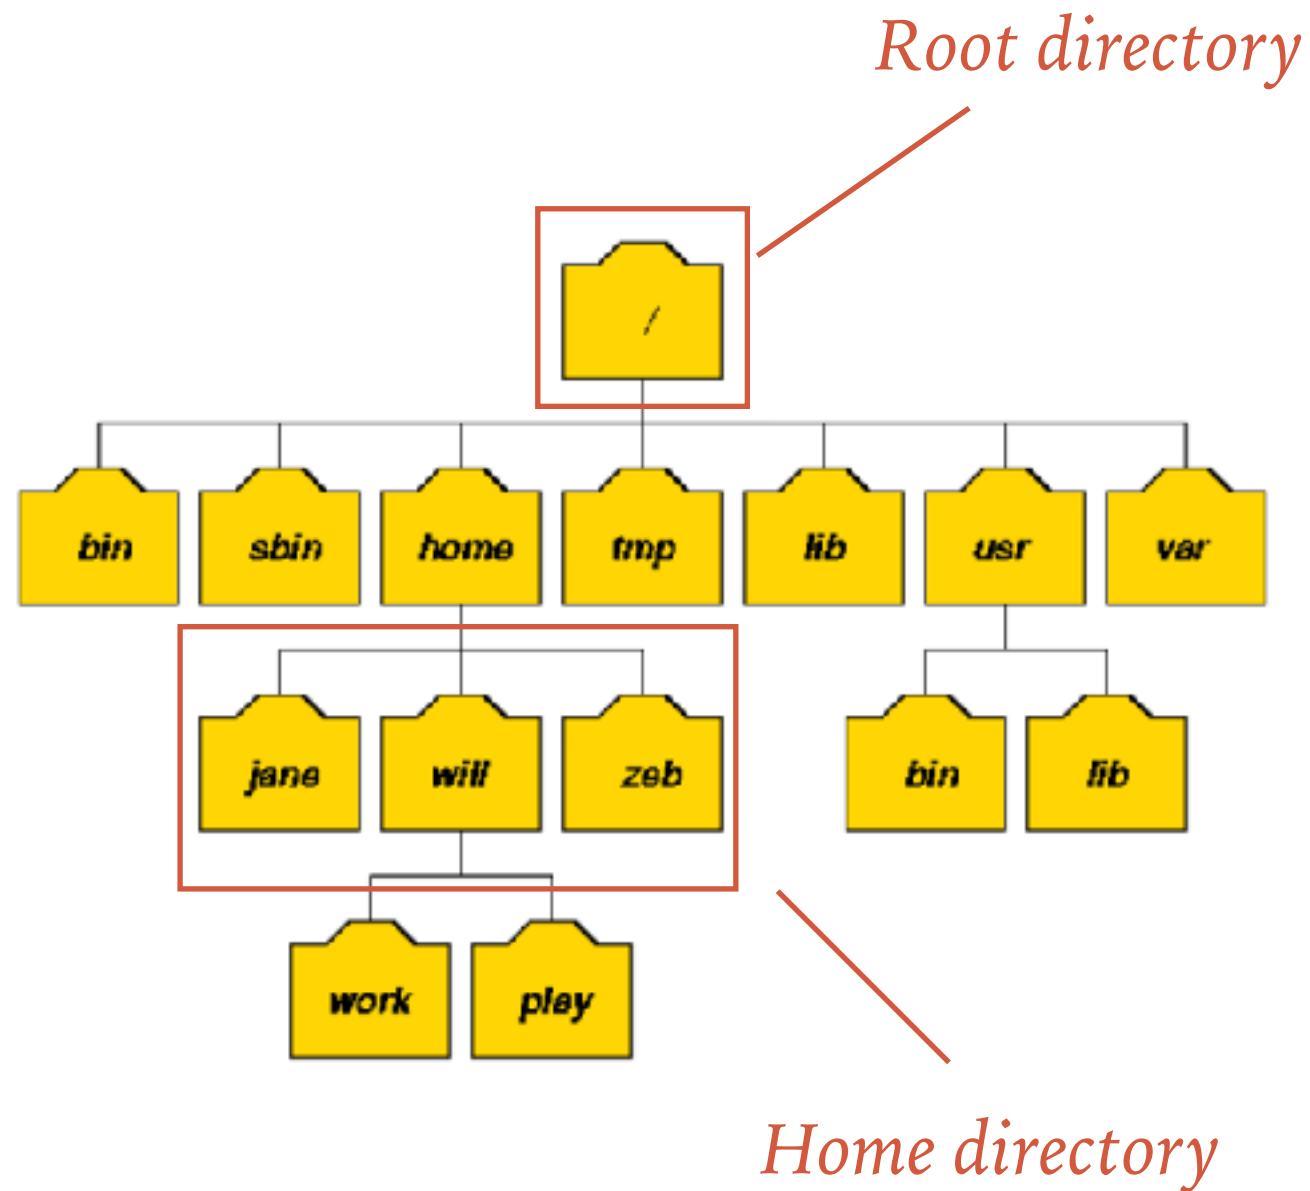 Root directory
/
bin sbin home tmp lib usr var
jane will zeb bin lib
work play
Home directory